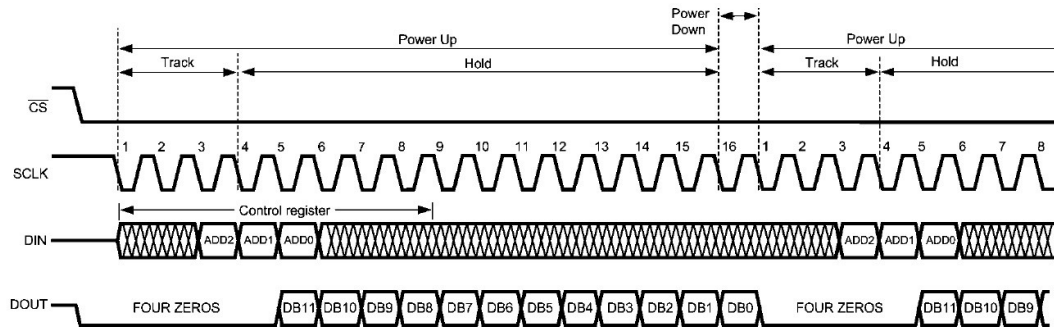 Power Down
Power Up Power Up
Track Hold Track Hold
CS
1 2 3 4 5 6 7 8 9 10 11 12 13 14 15 16 1 2 3 4 5 6 7 8
SCLK
Control register
DIN ADD2 ADD1 ADD0 ADD2 ADD1 ADD0
DOUT FOUR ZEROS DB11 DB10 DB9 DB8 DB7 DB6 DB5 DB4 DB3 DB2 DB1 DB0 FOUR ZEROS DB11 DB10 DB9